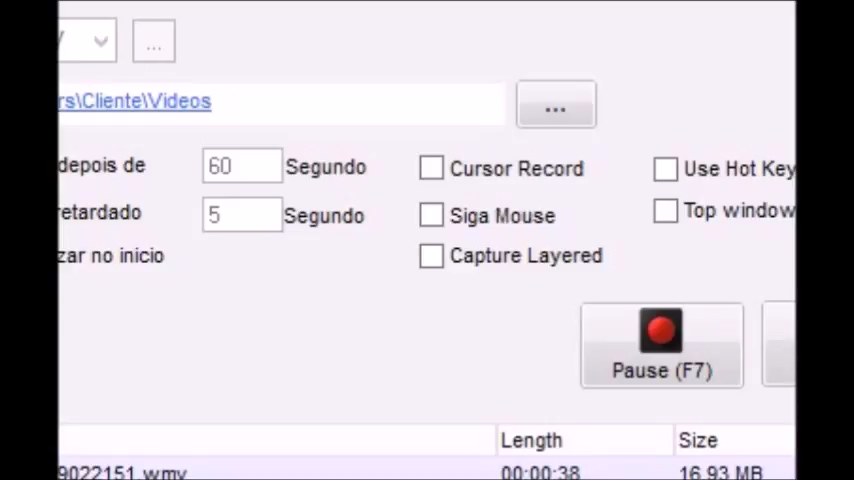 ...
rs\Cliente\Videos
...
depois de 60 Segundo Cursor Record Use Hot Key
retardado 5 Segundo Siga Mouse Top window
zar no inicio Capture Layered
Pause (F7)
Length Size
9022151.wmv 00:00:38 16.93 MB